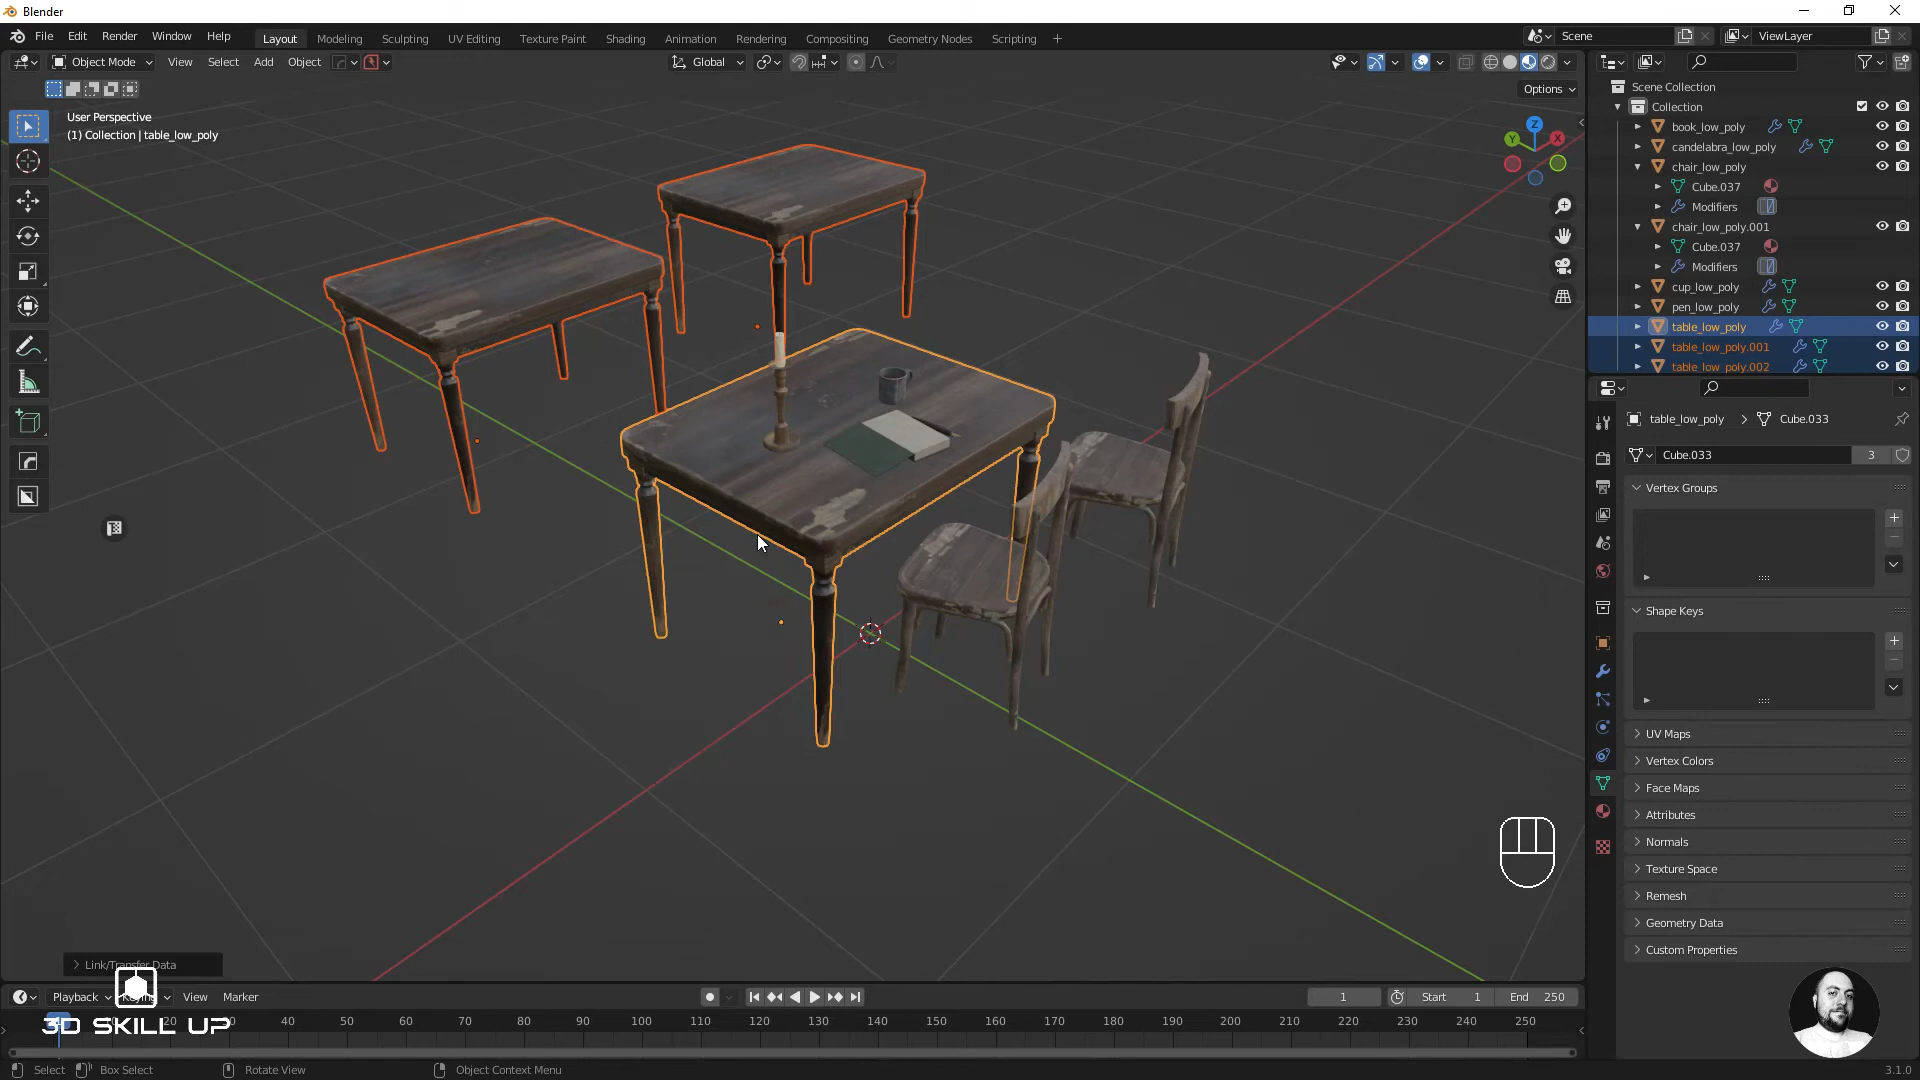 Blender
File Edit Render Window Help
Layout Modeling Sculpting UV Editing Texture Paint Shading Animation Rendering Compositing Geometry Nodes Scripting +
Scene ViewLayer
Object Mode View Select Add Object Global
Options
User Perspective
(1) Collection | table_low_poly
Z
Y X
Scene Collection
Collection
book_low_poly
candelabra_low_poly
chair_low_poly
Cube.037
Modifiers
chair_low_poly.001
Cube.037
Modifiers
cup_low_poly
pen_low_poly
table_low_poly
table_low_poly.001
table_low_poly.002
table_low_poly > Cube.033
Cube.033 3
Vertex Groups
Shape Keys
UV Maps
Vertex Colors
Face Maps
Attributes
Normals
Texture Space
Remesh
Geometry Data
Custom Properties
Link/Transfer Data
Playback View Marker
1 Start 1 End 250
3D SKILL UP
20 30 40 50 60 70 80 90 100 110 120 130 140 150 160 170 180 190 200 210 220 230 240 250
Select Box Select Rotate View Object Context Menu 3.1.0